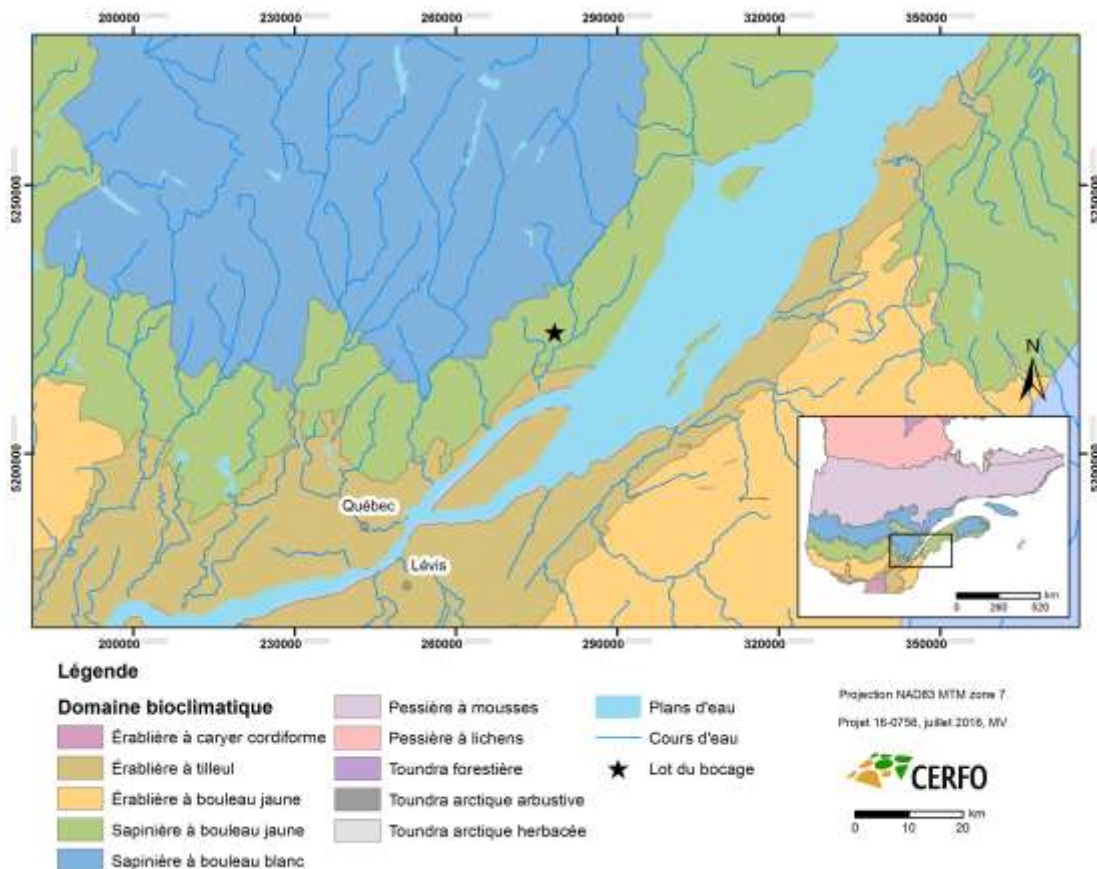 200000 230000 260000 290000 320000 350000
5250000 5250000
N
5200000 5200000
Québec
Lévis
km
0 520
200000 230000 260000 290000 320000 350000
Légende
Domaine bioclimatique
Érablière à caryer cordiforme
Érablière à tilleul
Érablière à bouleau jaune
Sapinière à bouleau jaune
Sapinière à bouleau blanc
Pessière à mousses
Pessière à lichens
Toundra forestière
Toundra arctique arbustive
Toundra arctique herbacée
Plans d'eau
Cours d'eau
Lot du bocage
Projection NAD83 MTM zone 7
Projet 16-0756, juillet 2016, MV
CERFO
km
0 10 20